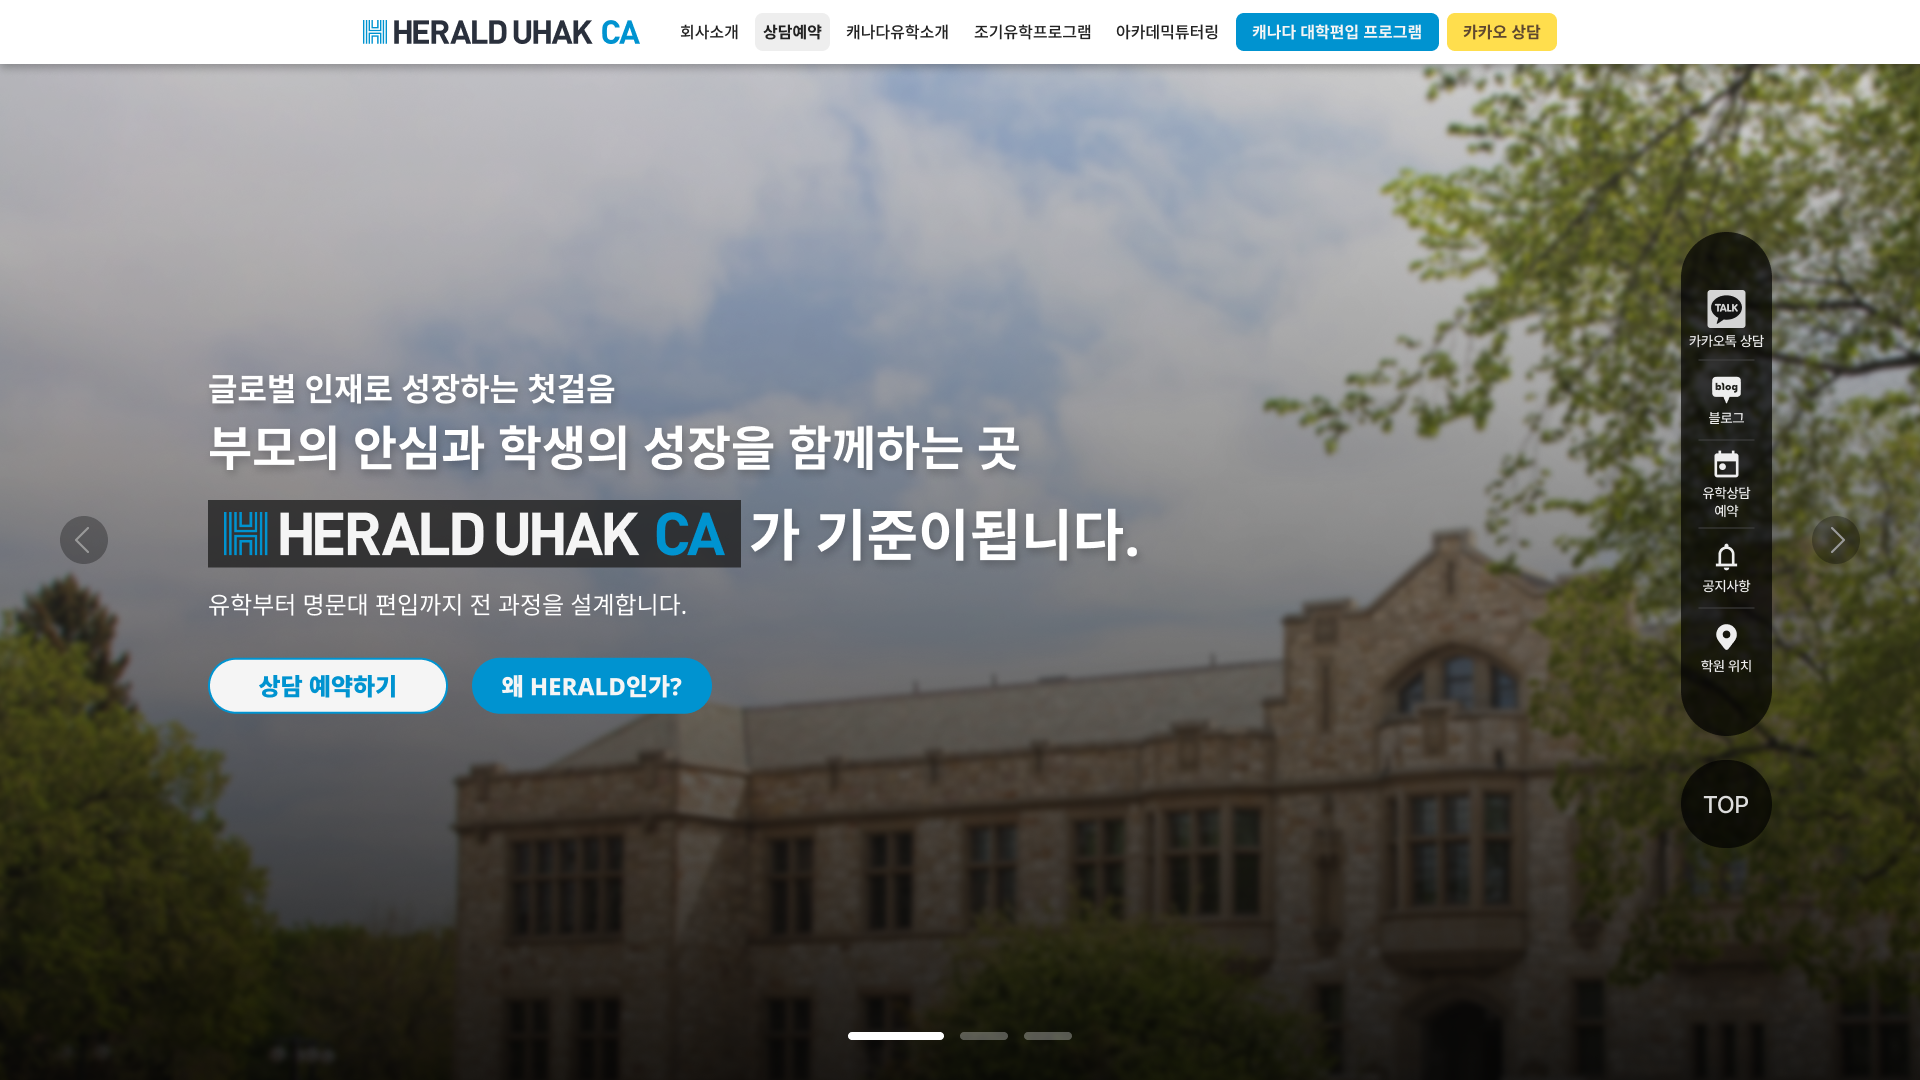 HERALD UHAK CA
회사소개
상담예약
캐나다유학소개
조기유학프로그램
아카데믹튜터링
캐나다 대학편입 프로그램
카카오 상담
글로벌 인재로 성장하는 첫걸음
부모의 안심과 학생의 성장을 함께하는 곳
HERALD UHAK CA 가 기준이됩니다.
유학부터 명문대 편입까지 전 과정을 설계합니다.
상담 예약하기
왜 HERALD인가?
TALK
카카오톡 상담
blog
블로그
유학상담
예약
공지사항
학원 위치
TOP